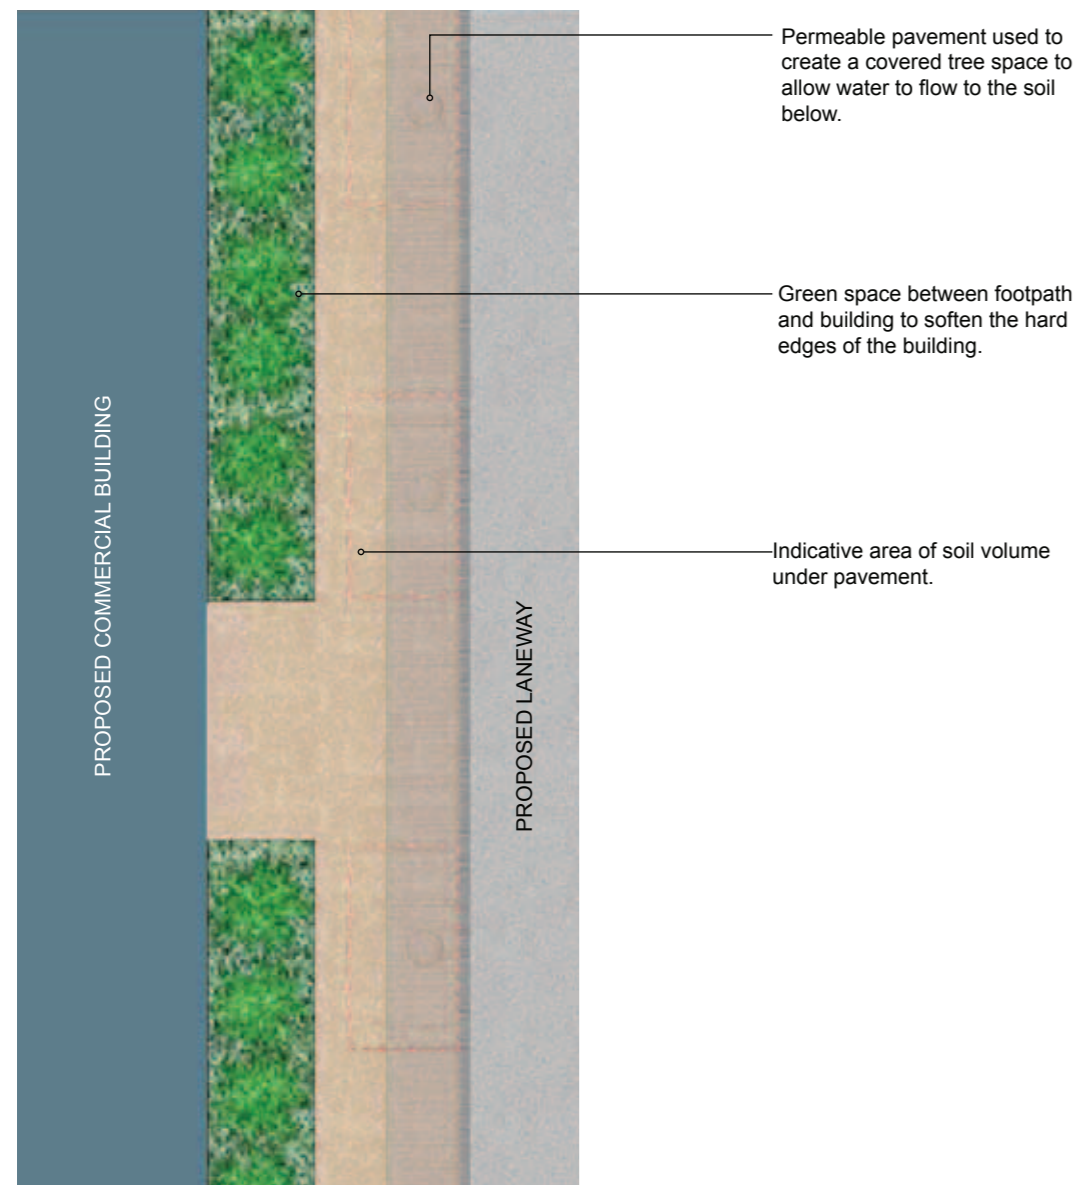 Permeable pavement used to
create a covered tree space to
allow water to flow to the soil
below.
Green space between footpath
and building to soften the hard
edges of the building.
PROPOSED COMMERCIAL BUILDING
Indicative area of soil volume
under pavement.
PROPOSED LANEWAY